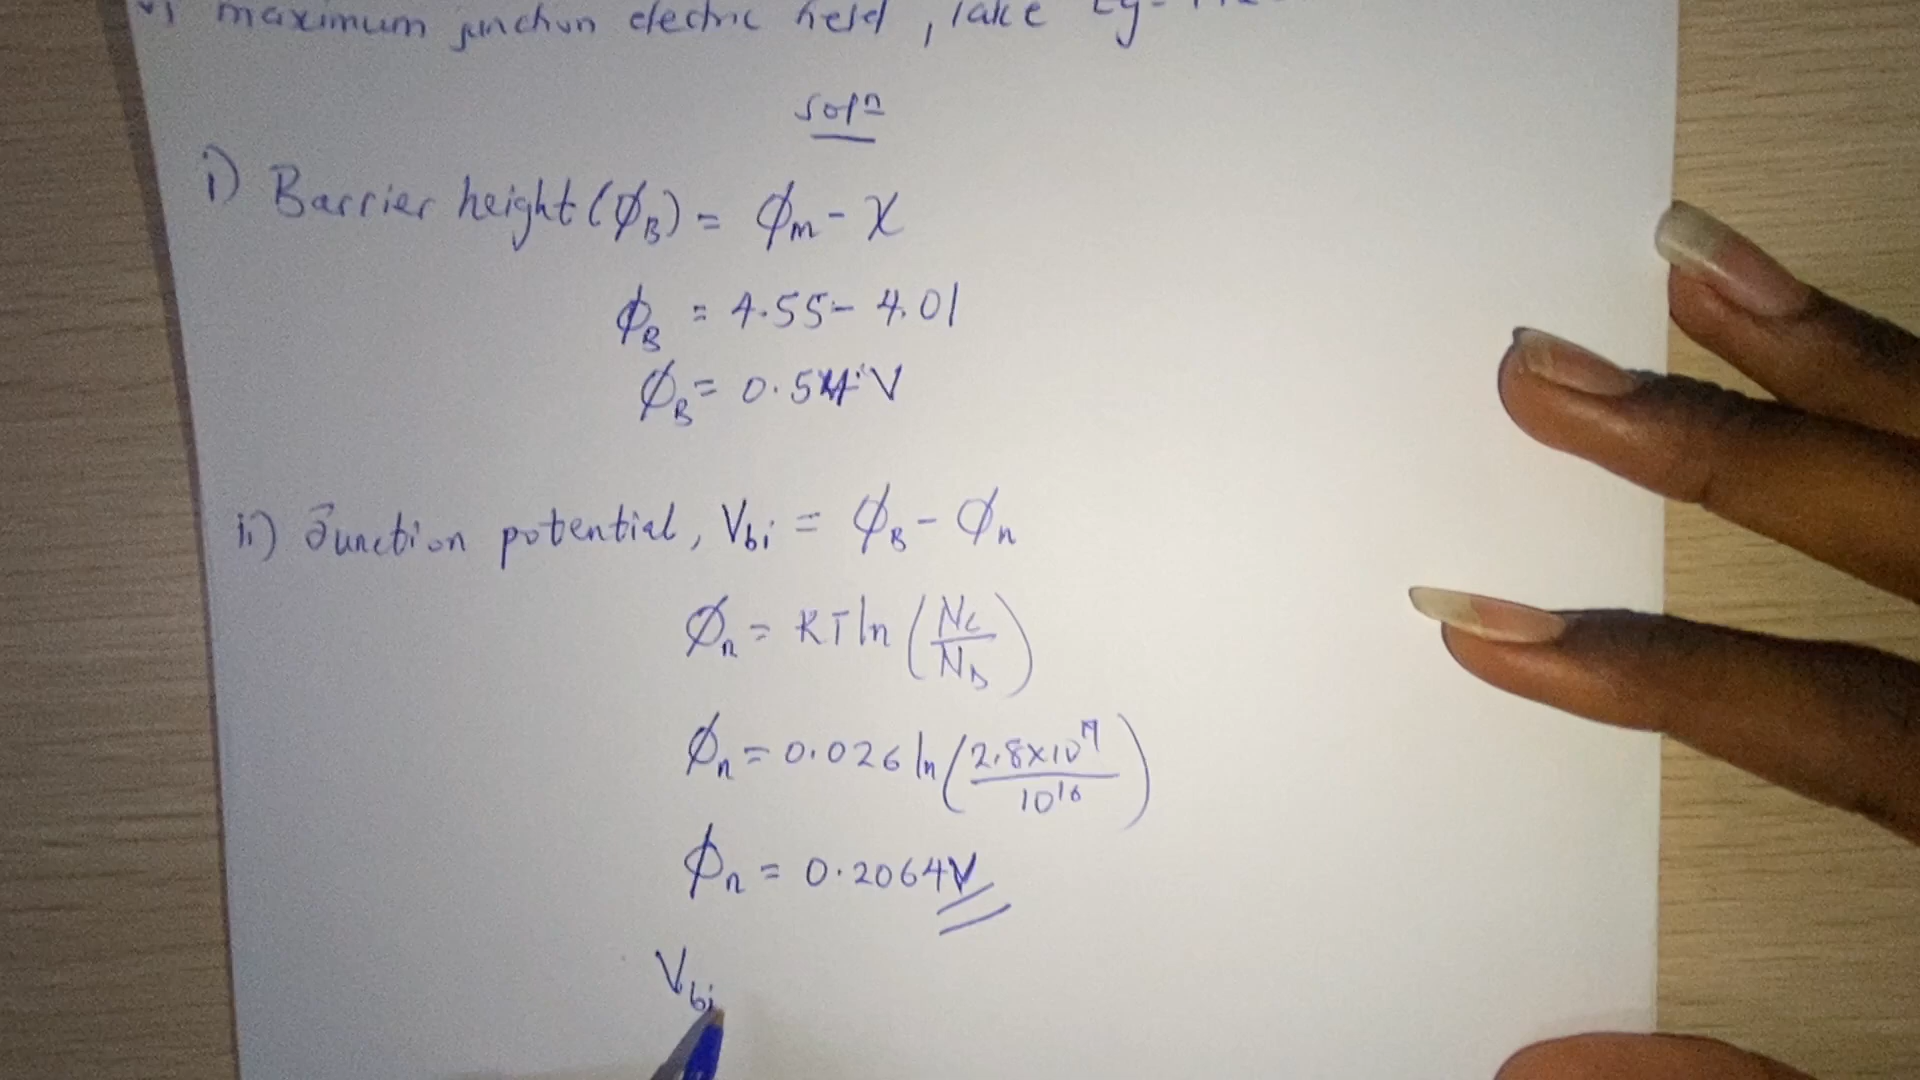 maximum junction electric field, take Eg=
soln
i) Barrier height (ϕB) = ϕm - χ
ϕB = 4.55 - 4.01
ϕB = 0.54V
ii) Junction potential, Vbi = ϕB - ϕn
ϕn = KT ln (Nc/ND)
ϕn = 0.026 ln (2.8×10^19/10^16)
ϕn = 0.2064V
Vbi